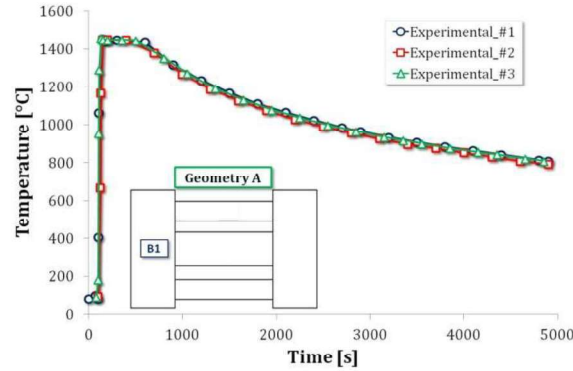 1600
1400
1200
1000
800
600
400
200
0
Temperature [°C]
Experimental_#1
Experimental_#2
Experimental_#3
Geometry A
B1
0 1000 2000 3000 4000 5000
Time [s]